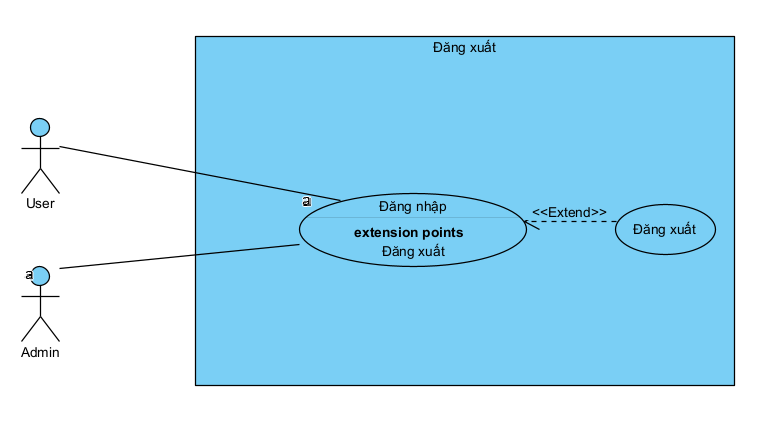 Đăng xuất
User
a
Đăng nhập
extension points
Đăng xuất
<<Extend>>
Đăng xuất
a
Admin